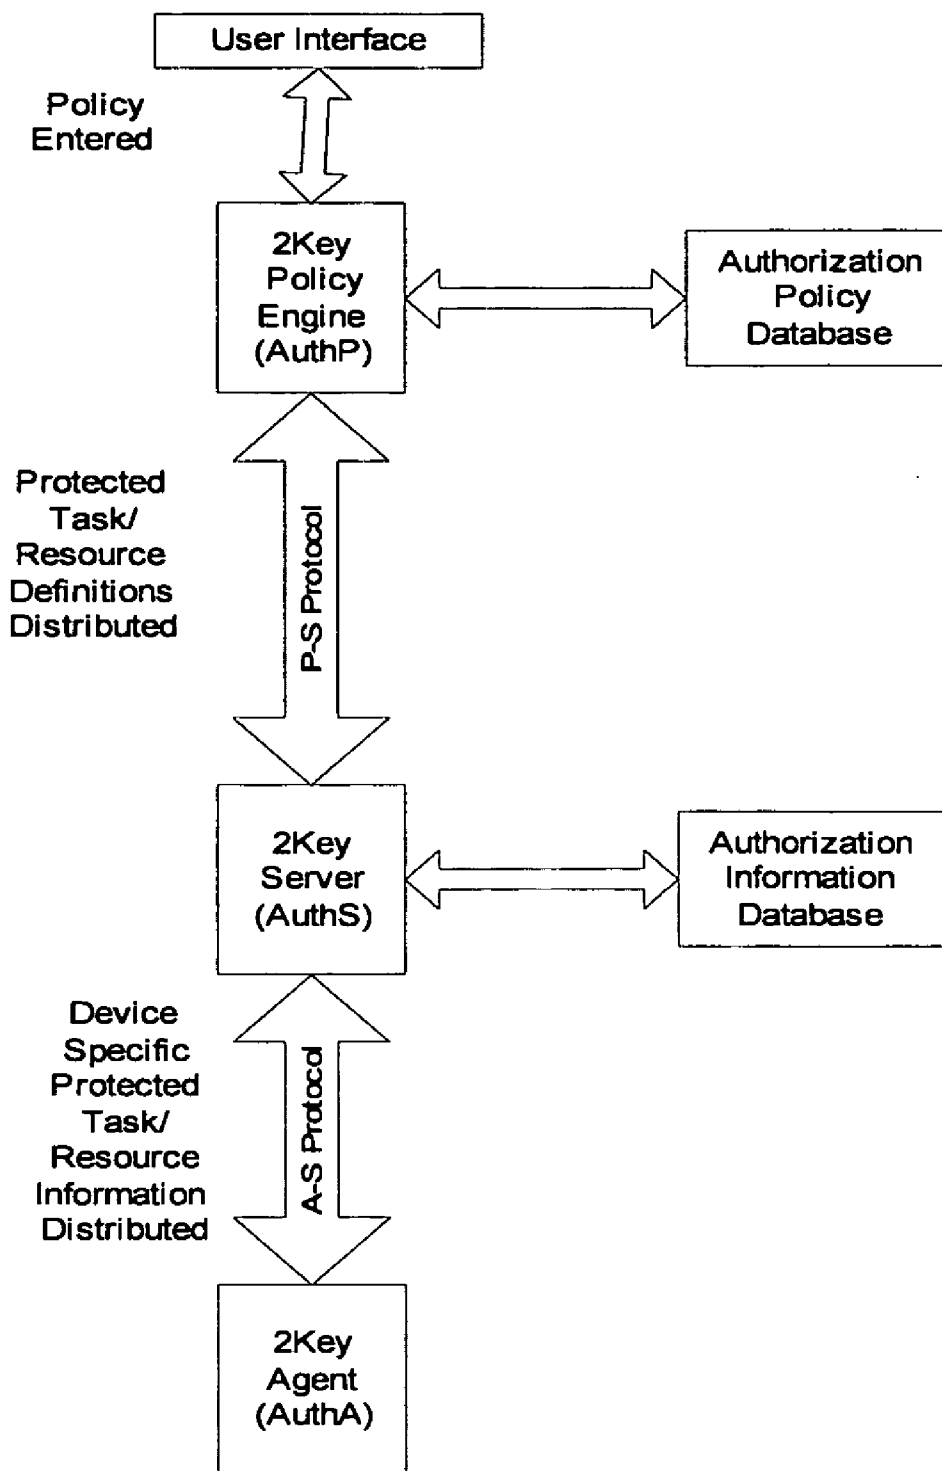 User Interface
Policy
Entered
2Key
Policy
Engine
(AuthP)
Authorization
Policy
Database
Protected
Task/
Resource
Definitions
Distributed
P-S Protocol
2Key
Server
(AuthS)
Authorization
Information
Database
Device
Specific
Protected
Task/
Resource
Information
Distributed
A-S Protocol
2Key
Agent
(AuthA)